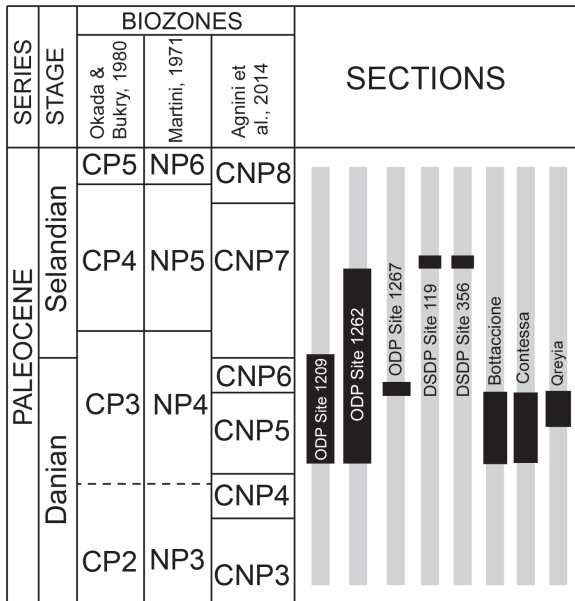 BIOZONES
SERIES
STAGE
Okada &
Bukry, 1980
Martini, 1971
Agnini et
al., 2014
SECTIONS
PALEOCENE
Selandian
Danian
CP5
CP4
CP3
CP2
NP6
NP5
NP4
NP3
CNP8
CNP7
CNP6
CNP5
CNP4
CNP3
ODP Site 1209
ODP Site 1262
ODP Site 1267
DSDP Site 119
DSDP Site 356
Bottaccione
Contessa
Qreyia